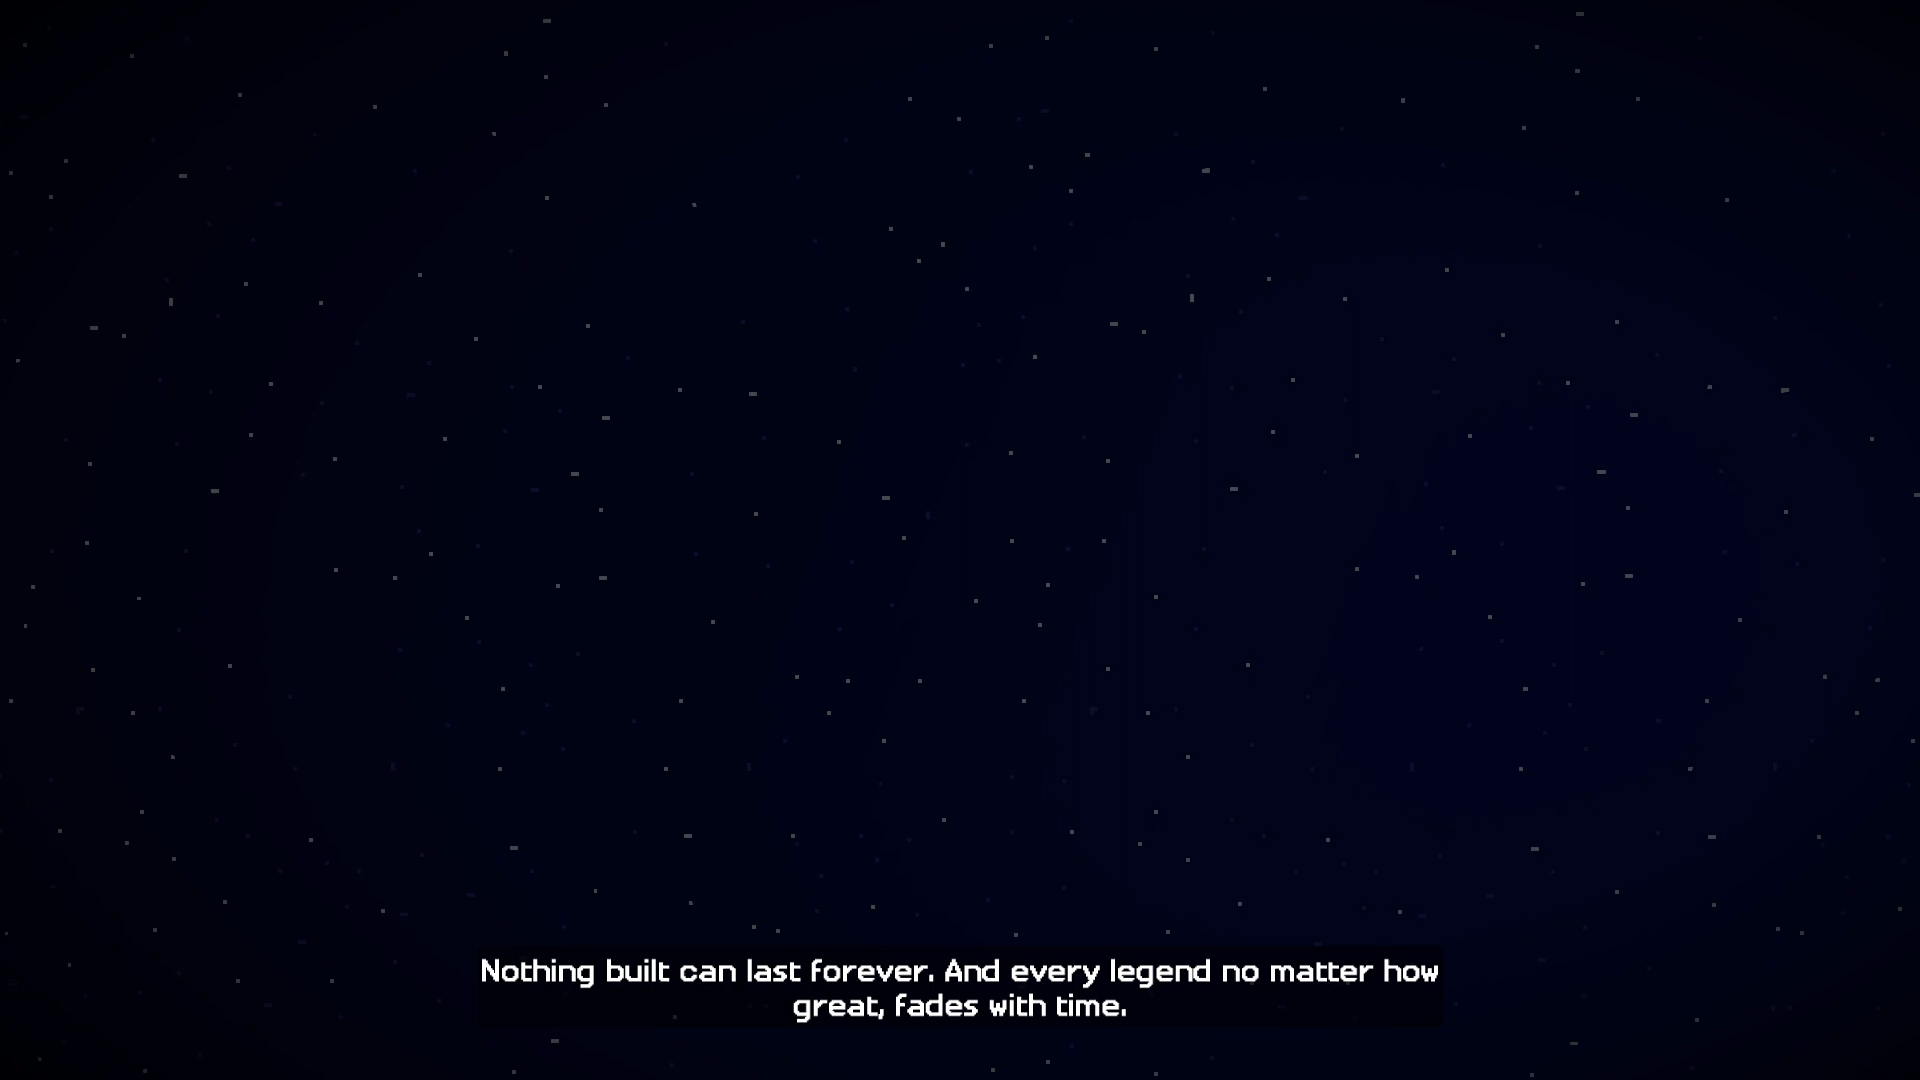 Nothing built can last forever. And every legend no matter how
great, fades with time.